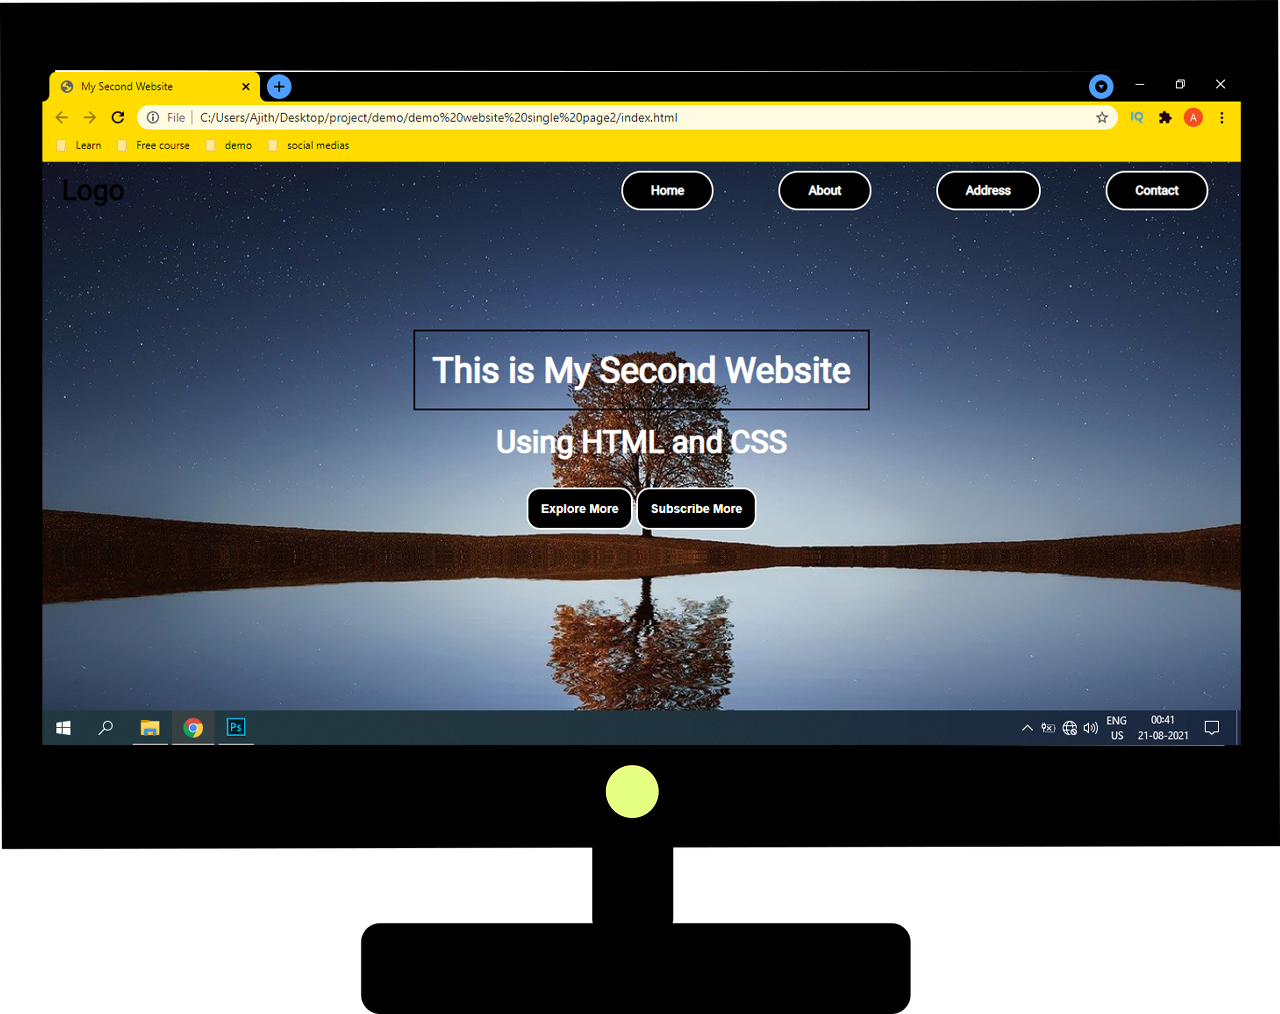 My Second Website
File C:/Users/Ajith/Desktop/project/demo/demo%20website%20single%20page2/index.html
IQ
A
Learn Free course demo social medias
Logo Home About Address Contact
This is My Second Website
Using HTML and CSS
Explore More Subscribe More
Ps
ENG 00:41
US 21-08-2021